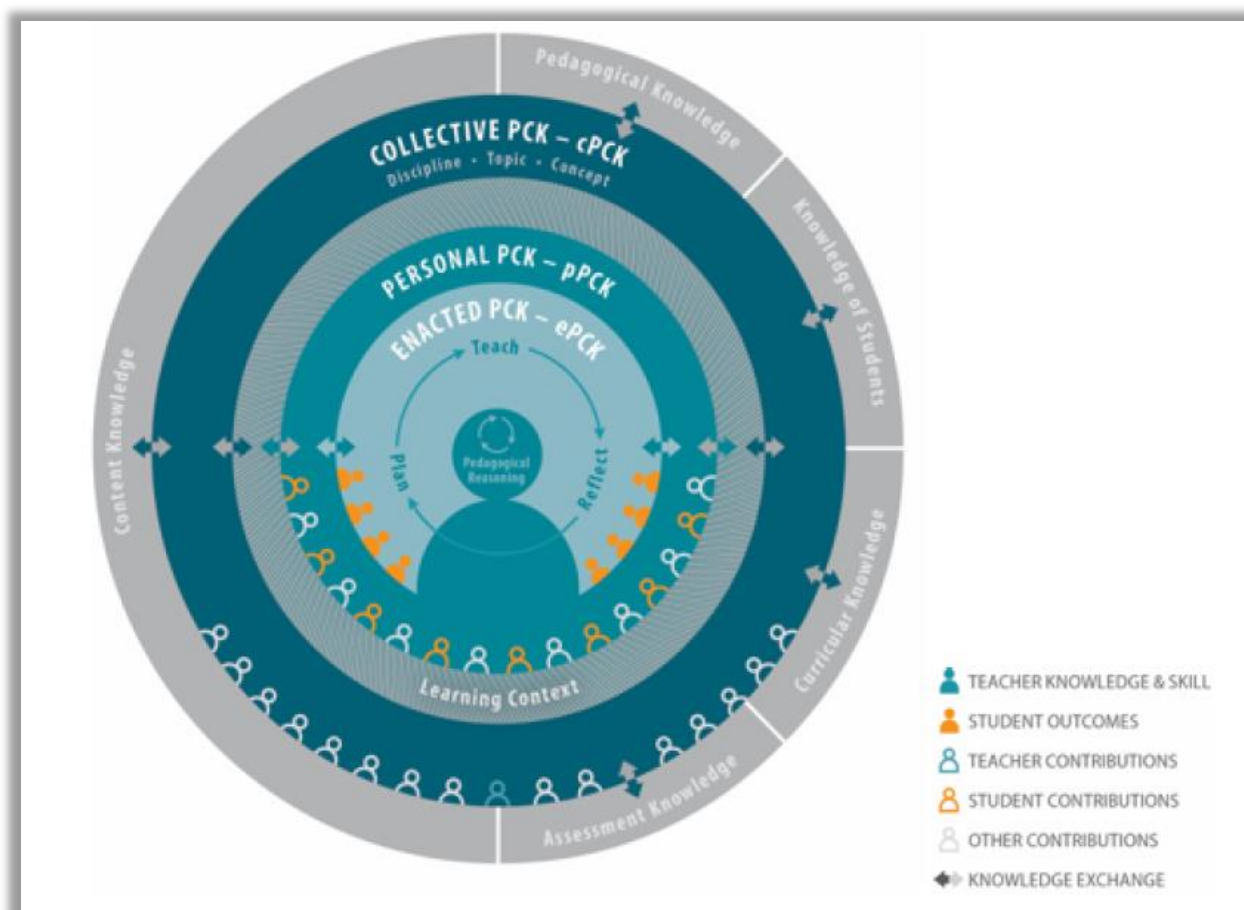 Pedagogical Knowledge
COLLECTIVE PCK – cPCK
Discipline • Topic • Concept
Knowledge of Students
PERSONAL PCK – pPCK
ENACTED PCK – ePCK
Teach
Content Knowledge
Pedagogical
Reasoning
Plan
Reflect
Learning Context
Curricular Knowledge
Assessment Knowledge
TEACHER KNOWLEDGE & SKILL
STUDENT OUTCOMES
TEACHER CONTRIBUTIONS
STUDENT CONTRIBUTIONS
OTHER CONTRIBUTIONS
KNOWLEDGE EXCHANGE